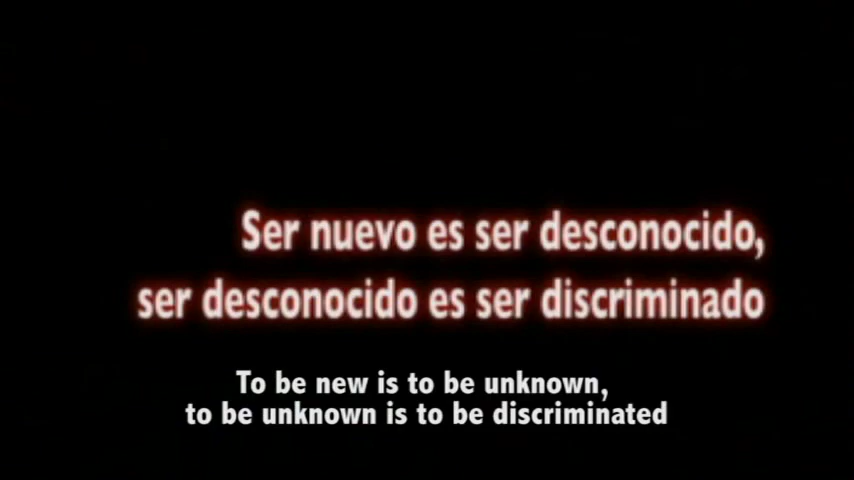 Ser nuevo es ser desconocido,
ser desconocido es ser discriminado
To be new is to be unknown,
to be unknown is to be discriminated